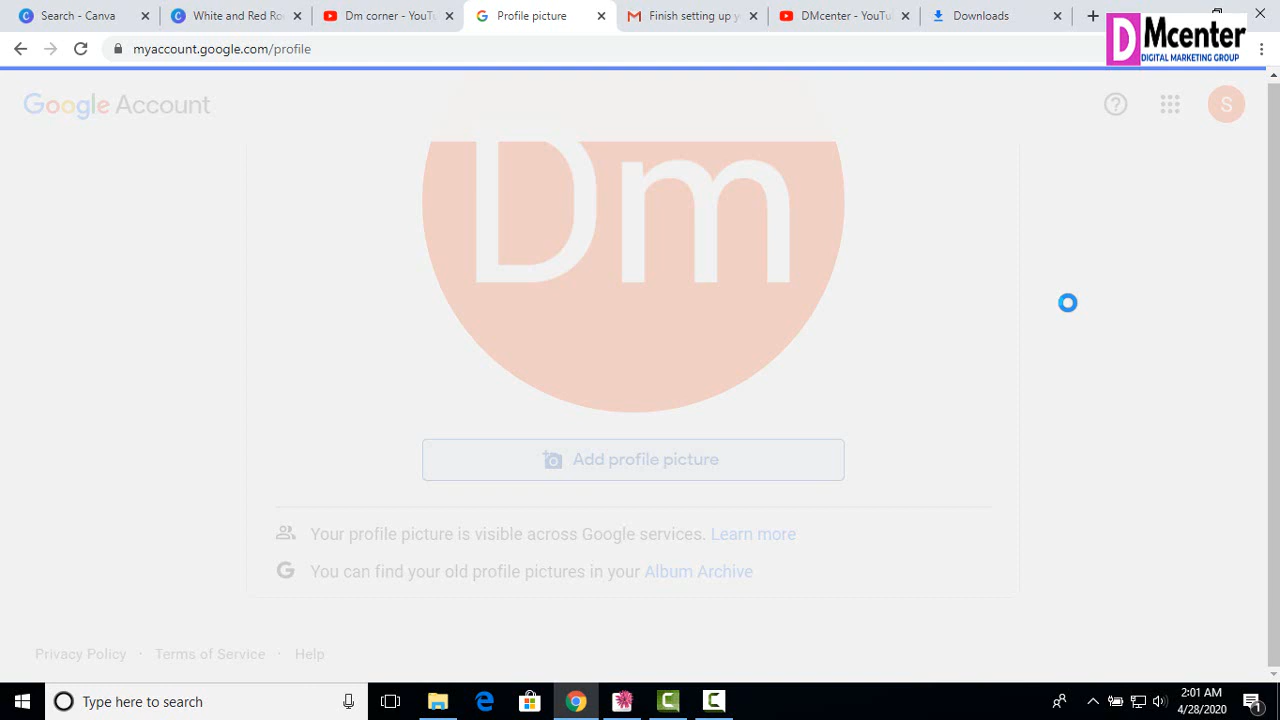 Search - Canva
White and Red Ro
Dm corner - YouTu
Profile picture
Finish setting up y
DMcenter - YouTu
Downloads
myaccount.google.com/profile
DMcenter
DIGITAL MARKETING GROUP
Google Account
S
Dm
Add profile picture
Your profile picture is visible across Google services. Learn more
You can find your old profile pictures in your Album Archive
Privacy Policy · Terms of Service · Help
Type here to search
2:01 AM
4/28/2020
1